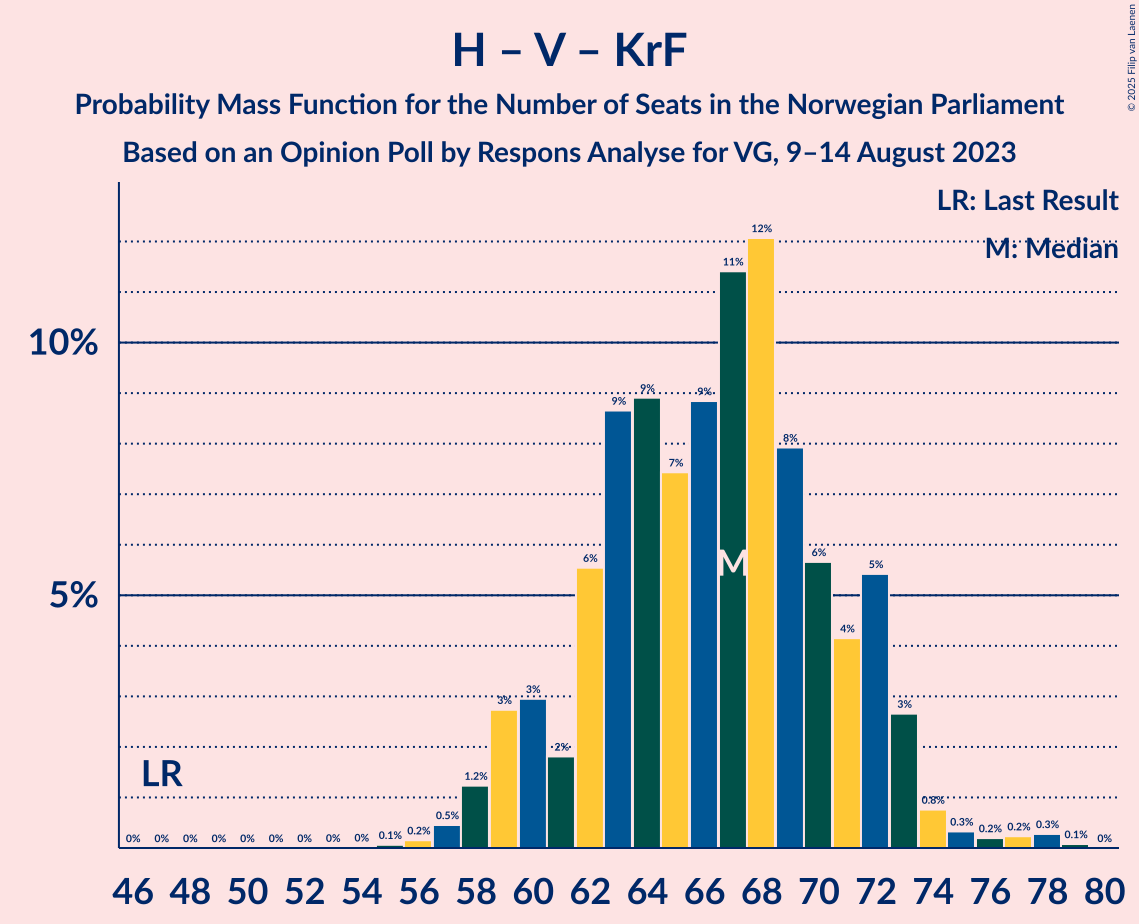 H – V – KrF
Probability Mass Function for the Number of Seats in the Norwegian Parliament
Based on an Opinion Poll by Respons Analyse for VG, 9–14 August 2023
© 2025 Filip van Laenen
LR: Last Result
M: Median
10%
5%
LR
M
0% 0% 0% 0% 0% 0% 0% 0% 0% 0.1% 0.2% 0.5% 1.2% 3% 3% 2% 6% 9% 9% 7% 9% 11% 12% 8% 6% 4% 5% 3% 0.8% 0.3% 0.2% 0.2% 0.3% 0.1% 0%
46 48 50 52 54 56 58 60 62 64 66 68 70 72 74 76 78 80